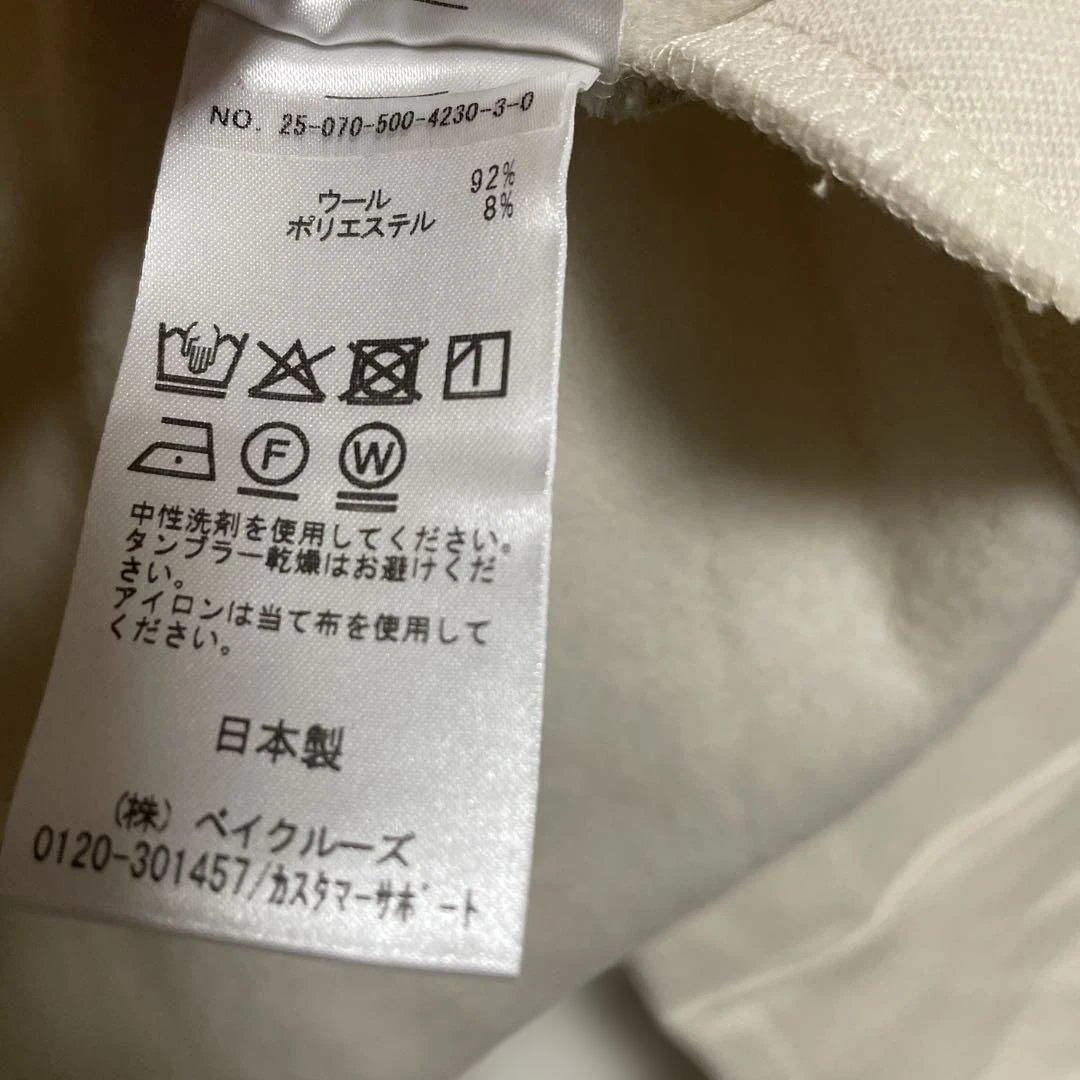 NO. 25-070-500-4230-3-0
ウール 92%
ポリエステル 8%
F W
中性洗剤を使用してください。
タンブラー乾燥はお避けくだ
さい。
アイロンは当て布を使用して
ください。
日本製
(株) ベイクルーズ
0120-301457/カスタマーサポート